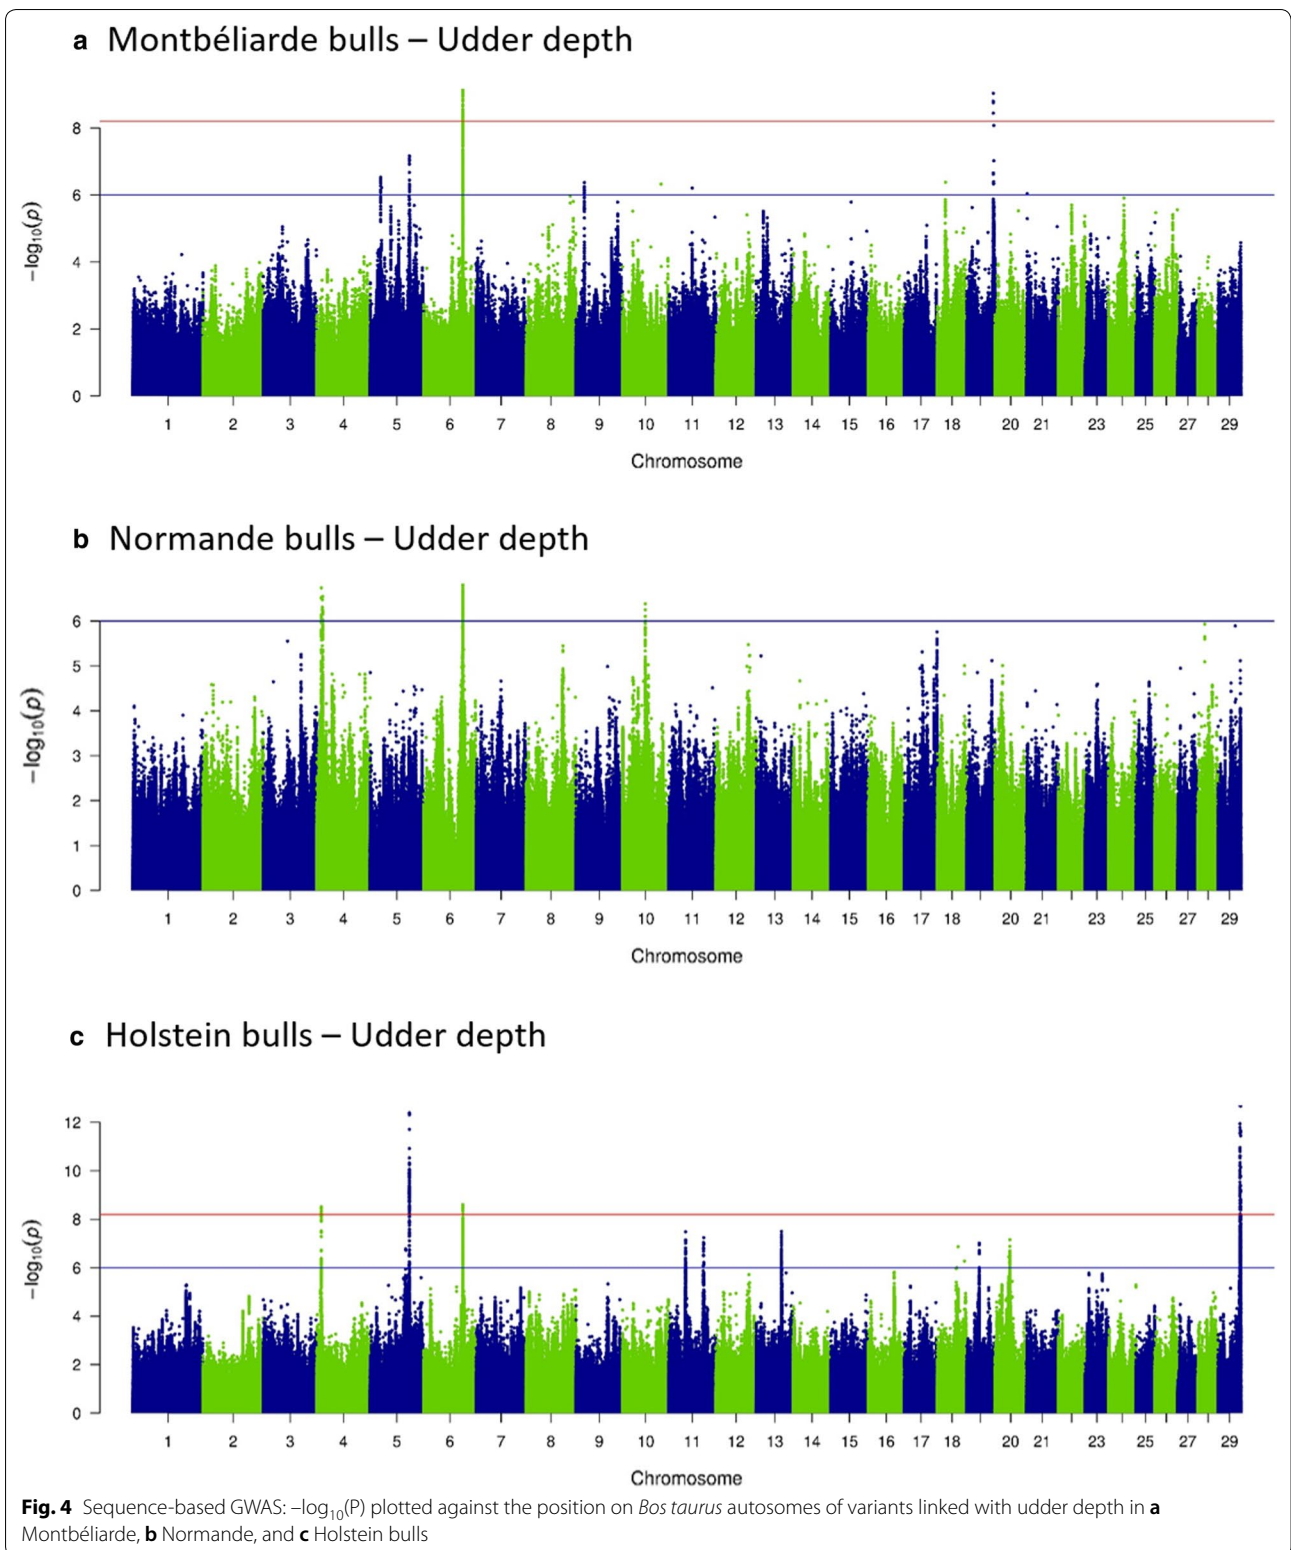 a Montbéliarde bulls – Udder depth
8
6
4
2
0
−log10(p)
1 2 3 4 5 6 7 8 9 10 11 12 13 14 15 16 17 18 20 21 23 25 27 29
Chromosome
b Normande bulls – Udder depth
6
5
4
3
2
1
0
−log10(p)
1 2 3 4 5 6 7 8 9 10 11 12 13 14 15 16 17 18 20 21 23 25 27 29
Chromosome
c Holstein bulls – Udder depth
12
10
8
6
4
2
0
−log10(p)
1 2 3 4 5 6 7 8 9 10 11 12 13 14 15 16 17 18 20 21 23 25 27 29
Chromosome
Fig. 4 Sequence-based GWAS: –log10(P) plotted against the position on Bos taurus autosomes of variants linked with udder depth in a
Montbéliarde, b Normande, and c Holstein bulls